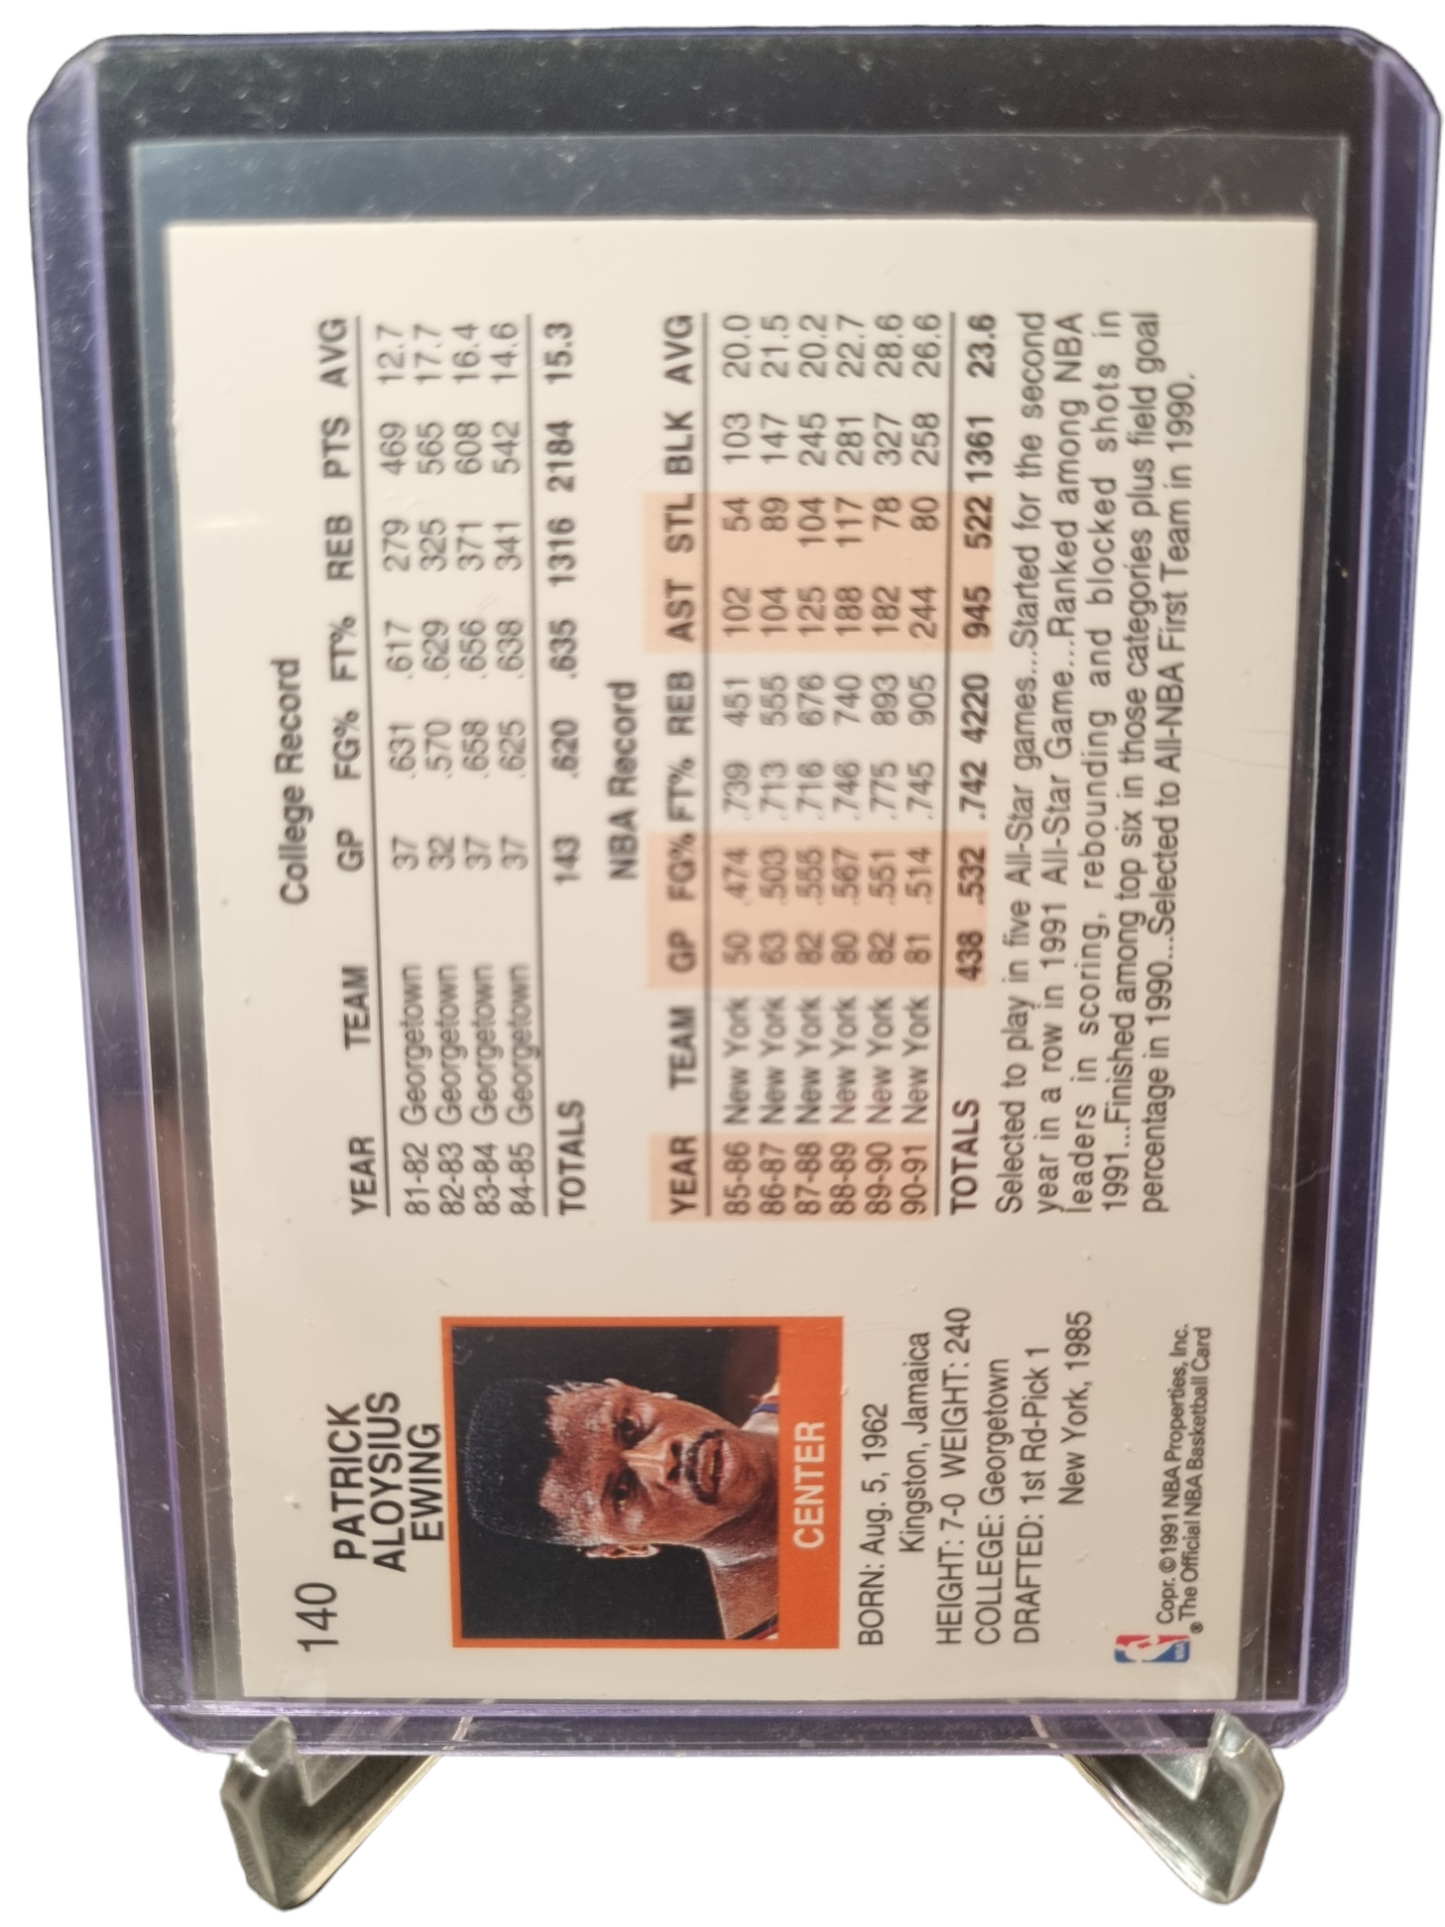 140
PATRICK
ALOYSIUS
EWING
CENTER
BORN: Aug. 5, 1962
Kingston, Jamaica
HEIGHT: 7-0 WEIGHT: 240
COLLEGE: Georgetown
DRAFTED: 1st Rd-Pick 1
New York, 1985
NBA
Copr. ©1991 NBA Properties, Inc.
® The Official NBA Basketball Card
College Record
YEAR TEAM GP FG% FT% REB PTS AVG
81-82 Georgetown 37 .631 .617 279 469 12.7
82-83 Georgetown 32 .570 .629 325 565 17.7
83-84 Georgetown 37 .658 .656 371 608 16.4
84-85 Georgetown 37 .625 .638 341 542 14.6
TOTALS 143 .620 .635 1316 2184 15.3
NBA Record
YEAR TEAM GP FG% FT% REB AST STL BLK AVG
85-86 New York 50 .474 .739 451 102 54 103 20.0
86-87 New York 63 .503 .713 555 104 89 147 21.5
87-88 New York 82 .555 .716 676 125 104 245 20.2
88-89 New York 80 .567 .746 740 188 117 281 22.7
89-90 New York 82 .551 .775 893 182 78 327 28.6
90-91 New York 81 .514 .745 905 244 80 258 26.6
TOTALS 438 .532 .742 4220 945 522 1361 23.6
Selected to play in five All-Star games...Started for the second
year in a row in 1991 All-Star Game...Ranked among NBA
leaders in scoring, rebounding and blocked shots in
1991...Finished among top six in those categories plus field goal
percentage in 1990...Selected to All-NBA First Team in 1990.